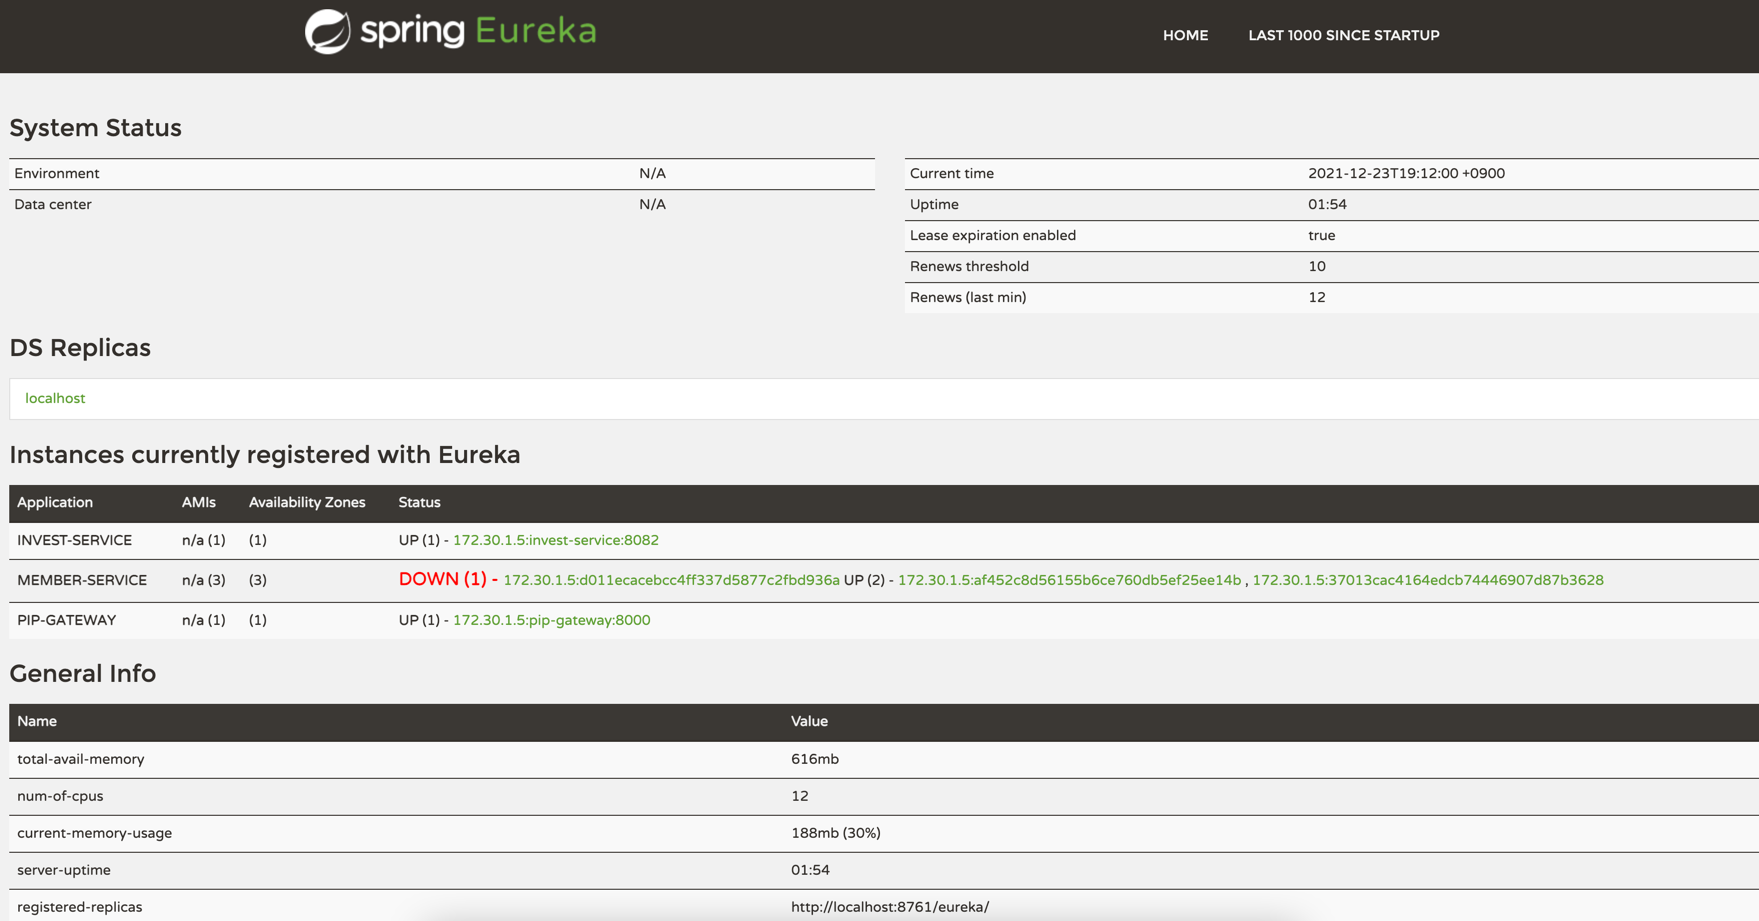 spring Eureka
HOME LAST 1000 SINCE STARTUP
System Status
Environment N/A
Data center N/A
Current time 2021-12-23T19:12:00 +0900
Uptime 01:54
Lease expiration enabled true
Renews threshold 10
Renews (last min) 12
DS Replicas
localhost
Instances currently registered with Eureka
Application AMIs Availability Zones Status
INVEST-SERVICE n/a (1) (1) UP (1) - 172.30.1.5:invest-service:8082
MEMBER-SERVICE n/a (3) (3) DOWN (1) - 172.30.1.5:d011ecacebcc4ff337d5877c2fbd936a UP (2) - 172.30.1.5:af452c8d56155b6ce760db5ef25ee14b , 172.30.1.5:37013cac4164edcb74446907d87b3628
PIP-GATEWAY n/a (1) (1) UP (1) - 172.30.1.5:pip-gateway:8000
General Info
Name Value
total-avail-memory 616mb
num-of-cpus 12
current-memory-usage 188mb (30%)
server-uptime 01:54
registered-replicas http://localhost:8761/eureka/